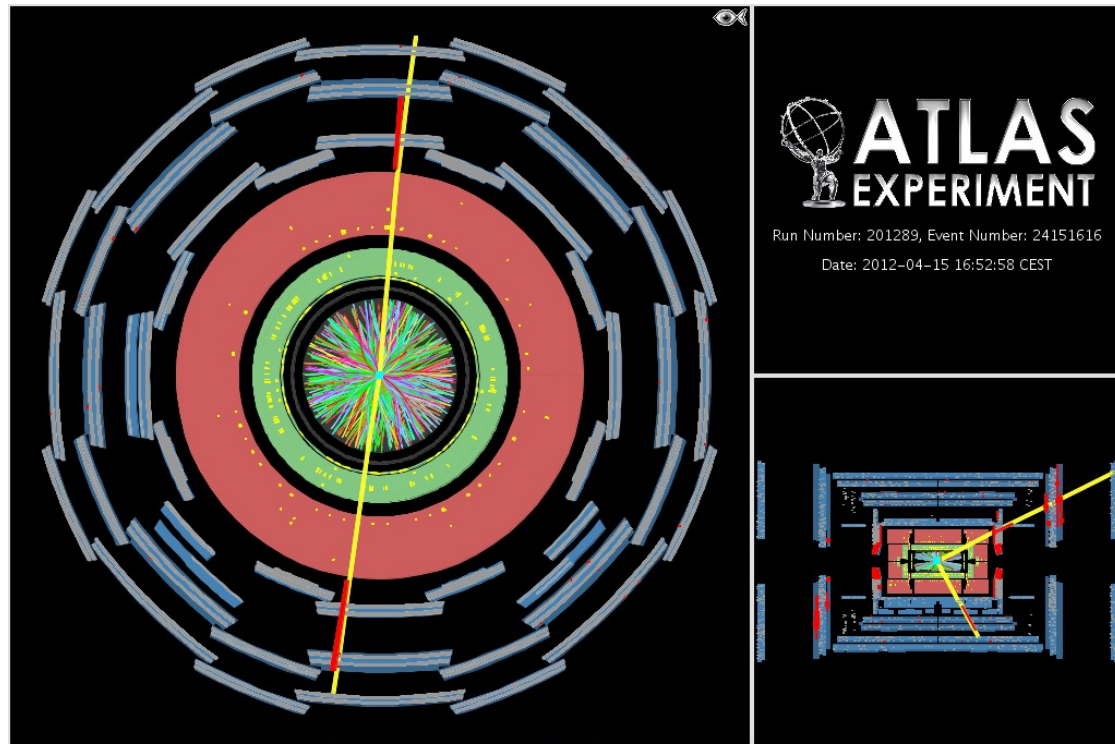 ATLAS
EXPERIMENT
Run Number: 201289, Event Number: 24151616
Date: 2012-04-15 16:52:58 CEST